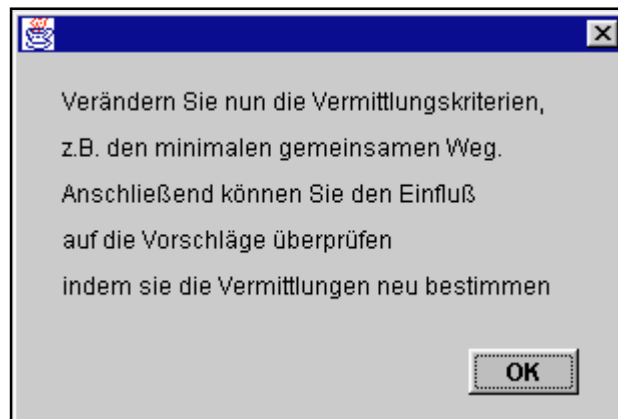 Verändern Sie nun die Vermittlungskriterien,
z.B. den minimalen gemeinsamen Weg.
Anschließend können Sie den Einfluß
auf die Vorschläge überprüfen
indem sie die Vermittlungen neu bestimmen
OK